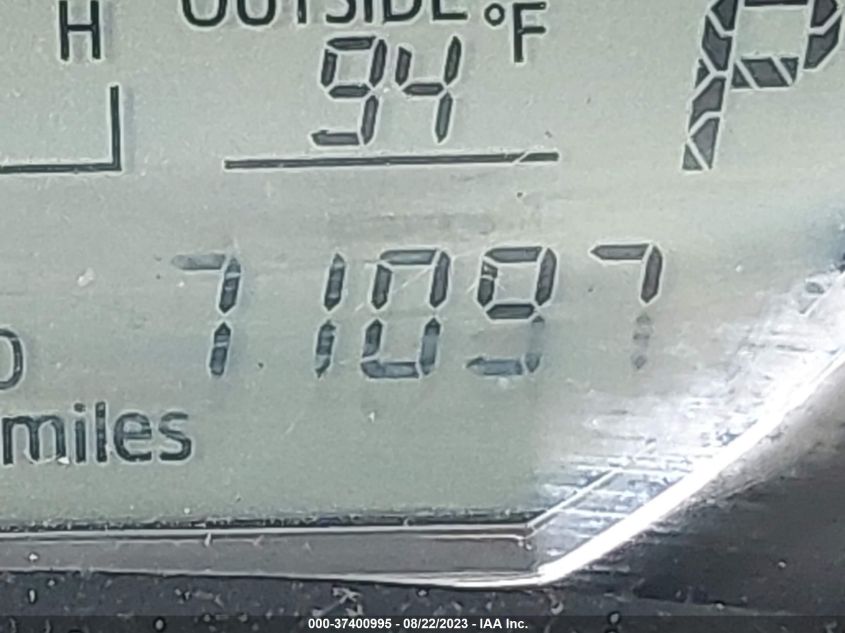 H OUTSIDE °F P
94
71097
miles
000-37400995 - 08/22/2023 - IAA Inc.